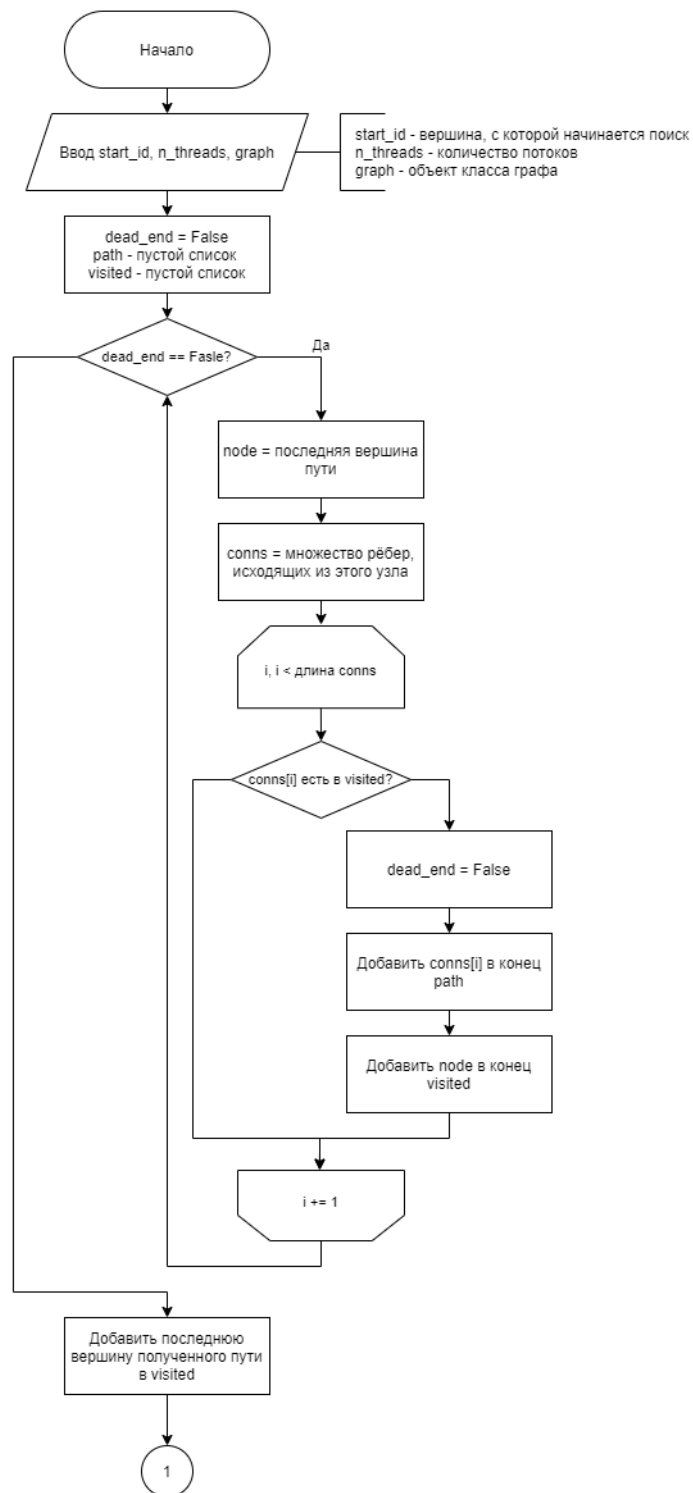 Начало
Ввод start_id, n_threads, graph
start_id - вершина, с которой начинается поиск
n_threads - количество потоков
graph - объект класса графа
dead_end = False
path - пустой список
visited - пустой список
dead_end == Fasle?
Да
node = последняя вершина
пути
conns = множество рёбер,
исходящих из этого узла
i, i < длина conns
conns[i] есть в visited?
dead_end = False
Добавить conns[i] в конец
path
Добавить node в конец
visited
i += 1
Добавить последнюю
вершину полученного пути
в visited
1